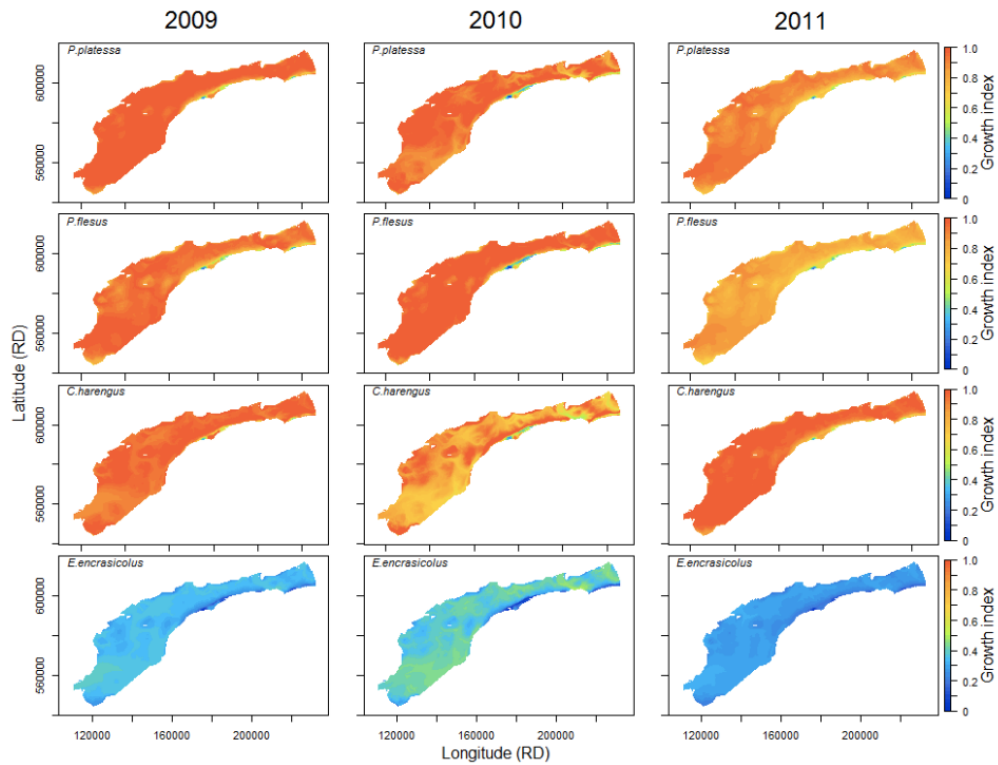 2009 2010 2011
P.platessa P.platessa P.platessa
600000
560000
1.0
0.8
0.6
0.4
0.2
0
Growth index
P.flesus P.flesus P.flesus
600000
560000
1.0
0.8
0.6
0.4
0.2
0
Growth index
Latitude (RD)
C.harengus C.harengus C.harengus
600000
560000
1.0
0.8
0.6
0.4
0.2
0
Growth index
E.encrasicolus E.encrasicolus E.encrasicolus
600000
560000
1.0
0.8
0.6
0.4
0.2
0
Growth index
120000 160000 200000 120000 160000 200000 120000 160000 200000
Longitude (RD)